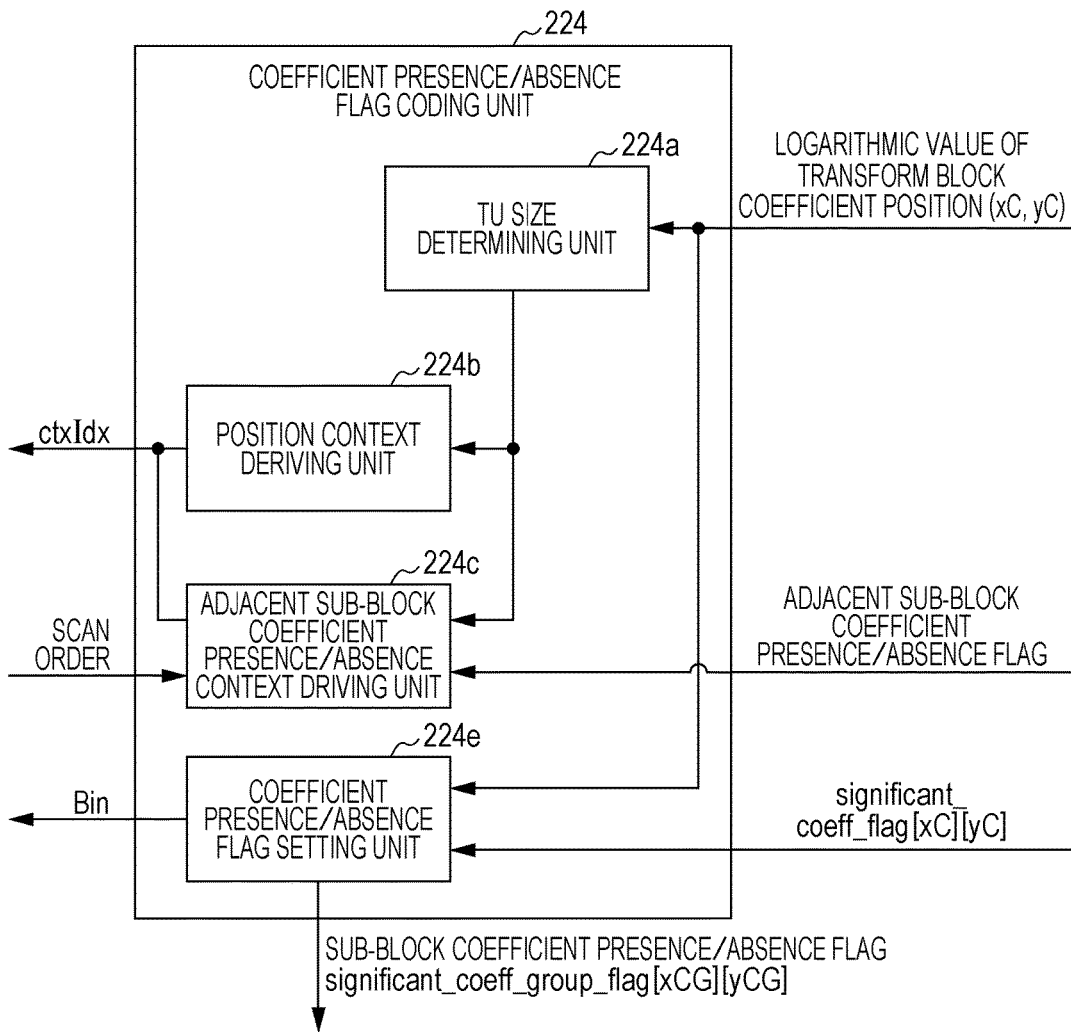 224
COEFFICIENT PRESENCE/ABSENCE
FLAG CODING UNIT
224a
TU SIZE
DETERMINING UNIT
LOGARITHMIC VALUE OF
TRANSFORM BLOCK
COEFFICIENT POSITION (xC, yC)
224b
POSITION CONTEXT
DERIVING UNIT
ctxIdx
224c
ADJACENT SUB-BLOCK
COEFFICIENT
PRESENCE/ABSENCE
CONTEXT DRIVING UNIT
SCAN
ORDER
ADJACENT SUB-BLOCK
COEFFICIENT
PRESENCE/ABSENCE FLAG
224e
COEFFICIENT
PRESENCE/ABSENCE
FLAG SETTING UNIT
Bin
significant_
coeff_flag[xC][yC]
SUB-BLOCK COEFFICIENT PRESENCE/ABSENCE FLAG
significant_coeff_group_flag[xCG][yCG]